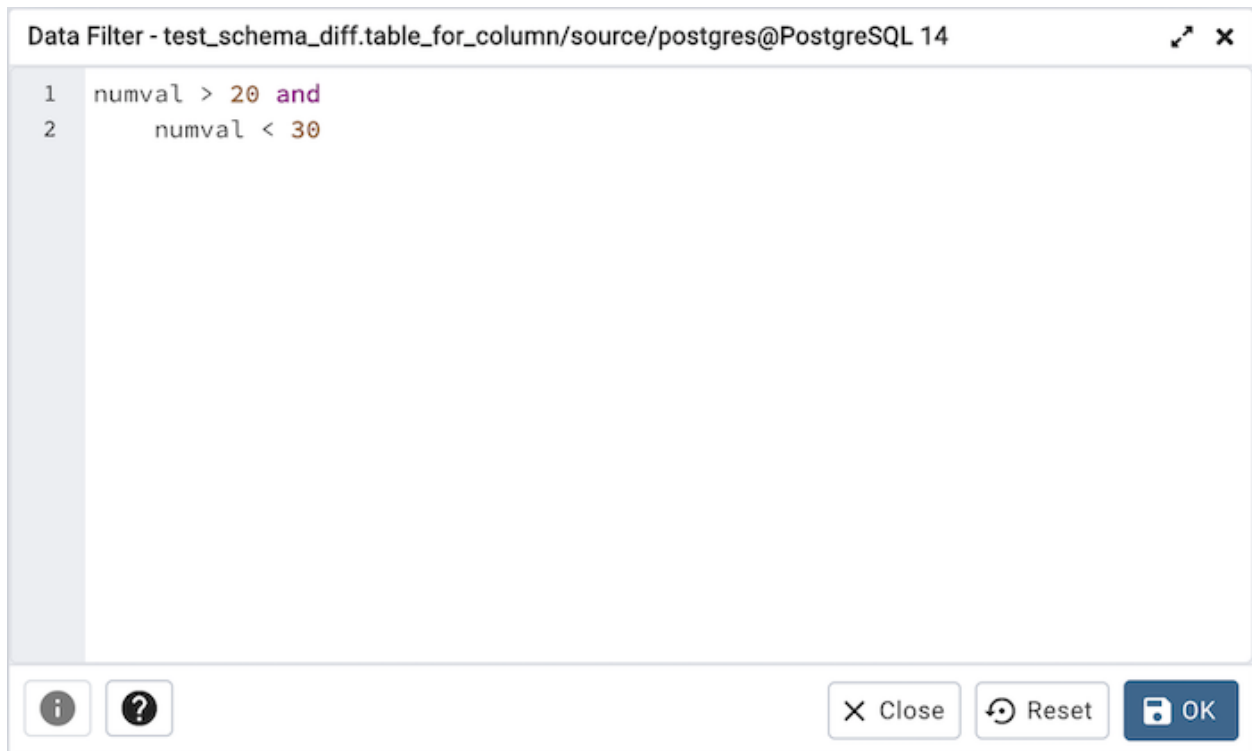 Data Filter - test_schema_diff.table_for_column/source/postgres@PostgreSQL 14
1 numval > 20 and
2 numval < 30
Close Reset OK